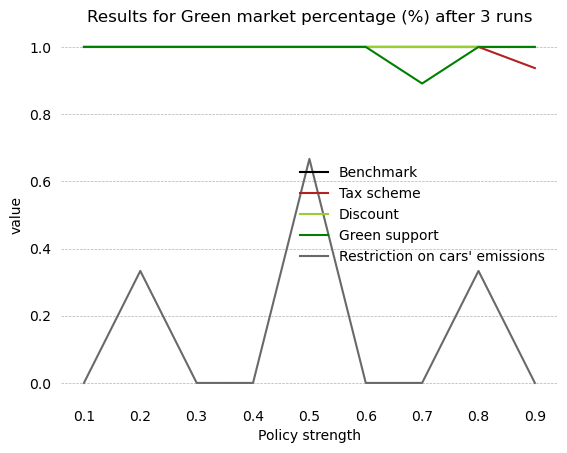 Results for Green market percentage (%) after 3 runs
1.0
0.8
0.6
0.4
0.2
0.0
value
Benchmark
Tax scheme
Discount
Green support
Restriction on cars' emissions
0.1 0.2 0.3 0.4 0.5 0.6 0.7 0.8 0.9
Policy strength